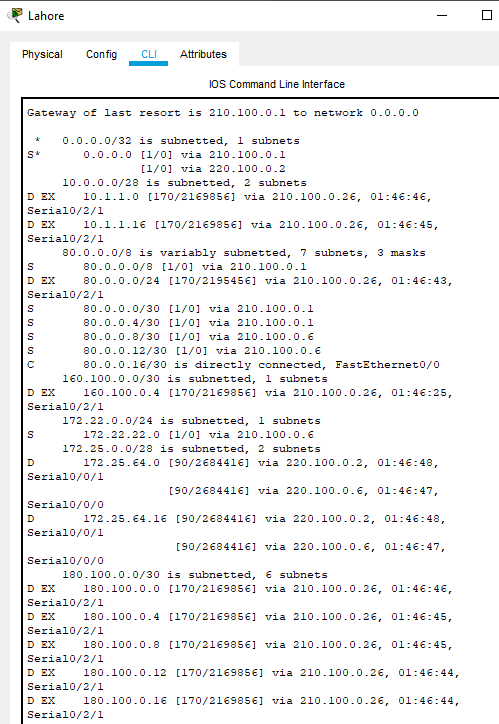 Lahore
Physical Config CLI Attributes
IOS Command Line Interface
Gateway of last resort is 210.100.0.1 to network 0.0.0.0
* 0.0.0.0/32 is subnetted, 1 subnets
S* 0.0.0.0 [1/0] via 210.100.0.1
[1/0] via 220.100.0.2
10.0.0.0/28 is subnetted, 2 subnets
D EX 10.1.1.0 [170/2169856] via 210.100.0.26, 01:46:46,
Serial0/2/1
D EX 10.1.1.16 [170/2169856] via 210.100.0.26, 01:46:45,
Serial0/2/1
80.0.0.0/8 is variably subnetted, 7 subnets, 3 masks
S 80.0.0.0/8 [1/0] via 210.100.0.1
D EX 80.0.0.0/24 [170/2195456] via 210.100.0.26, 01:46:43,
Serial0/2/1
S 80.0.0.0/30 [1/0] via 210.100.0.1
S 80.0.0.4/30 [1/0] via 210.100.0.1
S 80.0.0.8/30 [1/0] via 210.100.0.6
S 80.0.0.12/30 [1/0] via 210.100.0.6
C 80.0.0.16/30 is directly connected, FastEthernet0/0
160.100.0.0/30 is subnetted, 1 subnets
D EX 160.100.0.4 [170/2169856] via 210.100.0.26, 01:46:25,
Serial0/2/1
172.22.0.0/24 is subnetted, 1 subnets
S 172.22.22.0 [1/0] via 210.100.0.6
172.25.0.0/28 is subnetted, 2 subnets
D 172.25.64.0 [90/2684416] via 220.100.0.2, 01:46:48,
Serial0/0/1
[90/2684416] via 220.100.0.6, 01:46:47,
Serial0/0/0
D 172.25.64.16 [90/2684416] via 220.100.0.2, 01:46:48,
Serial0/0/1
[90/2684416] via 220.100.0.6, 01:46:47,
Serial0/0/0
180.100.0.0/30 is subnetted, 6 subnets
D EX 180.100.0.0 [170/2169856] via 210.100.0.26, 01:46:46,
Serial0/2/1
D EX 180.100.0.4 [170/2169856] via 210.100.0.26, 01:46:45,
Serial0/2/1
D EX 180.100.0.8 [170/2169856] via 210.100.0.26, 01:46:45,
Serial0/2/1
D EX 180.100.0.12 [170/2169856] via 210.100.0.26, 01:46:44,
Serial0/2/1
D EX 180.100.0.16 [170/2169856] via 210.100.0.26, 01:46:44,
Serial0/2/1